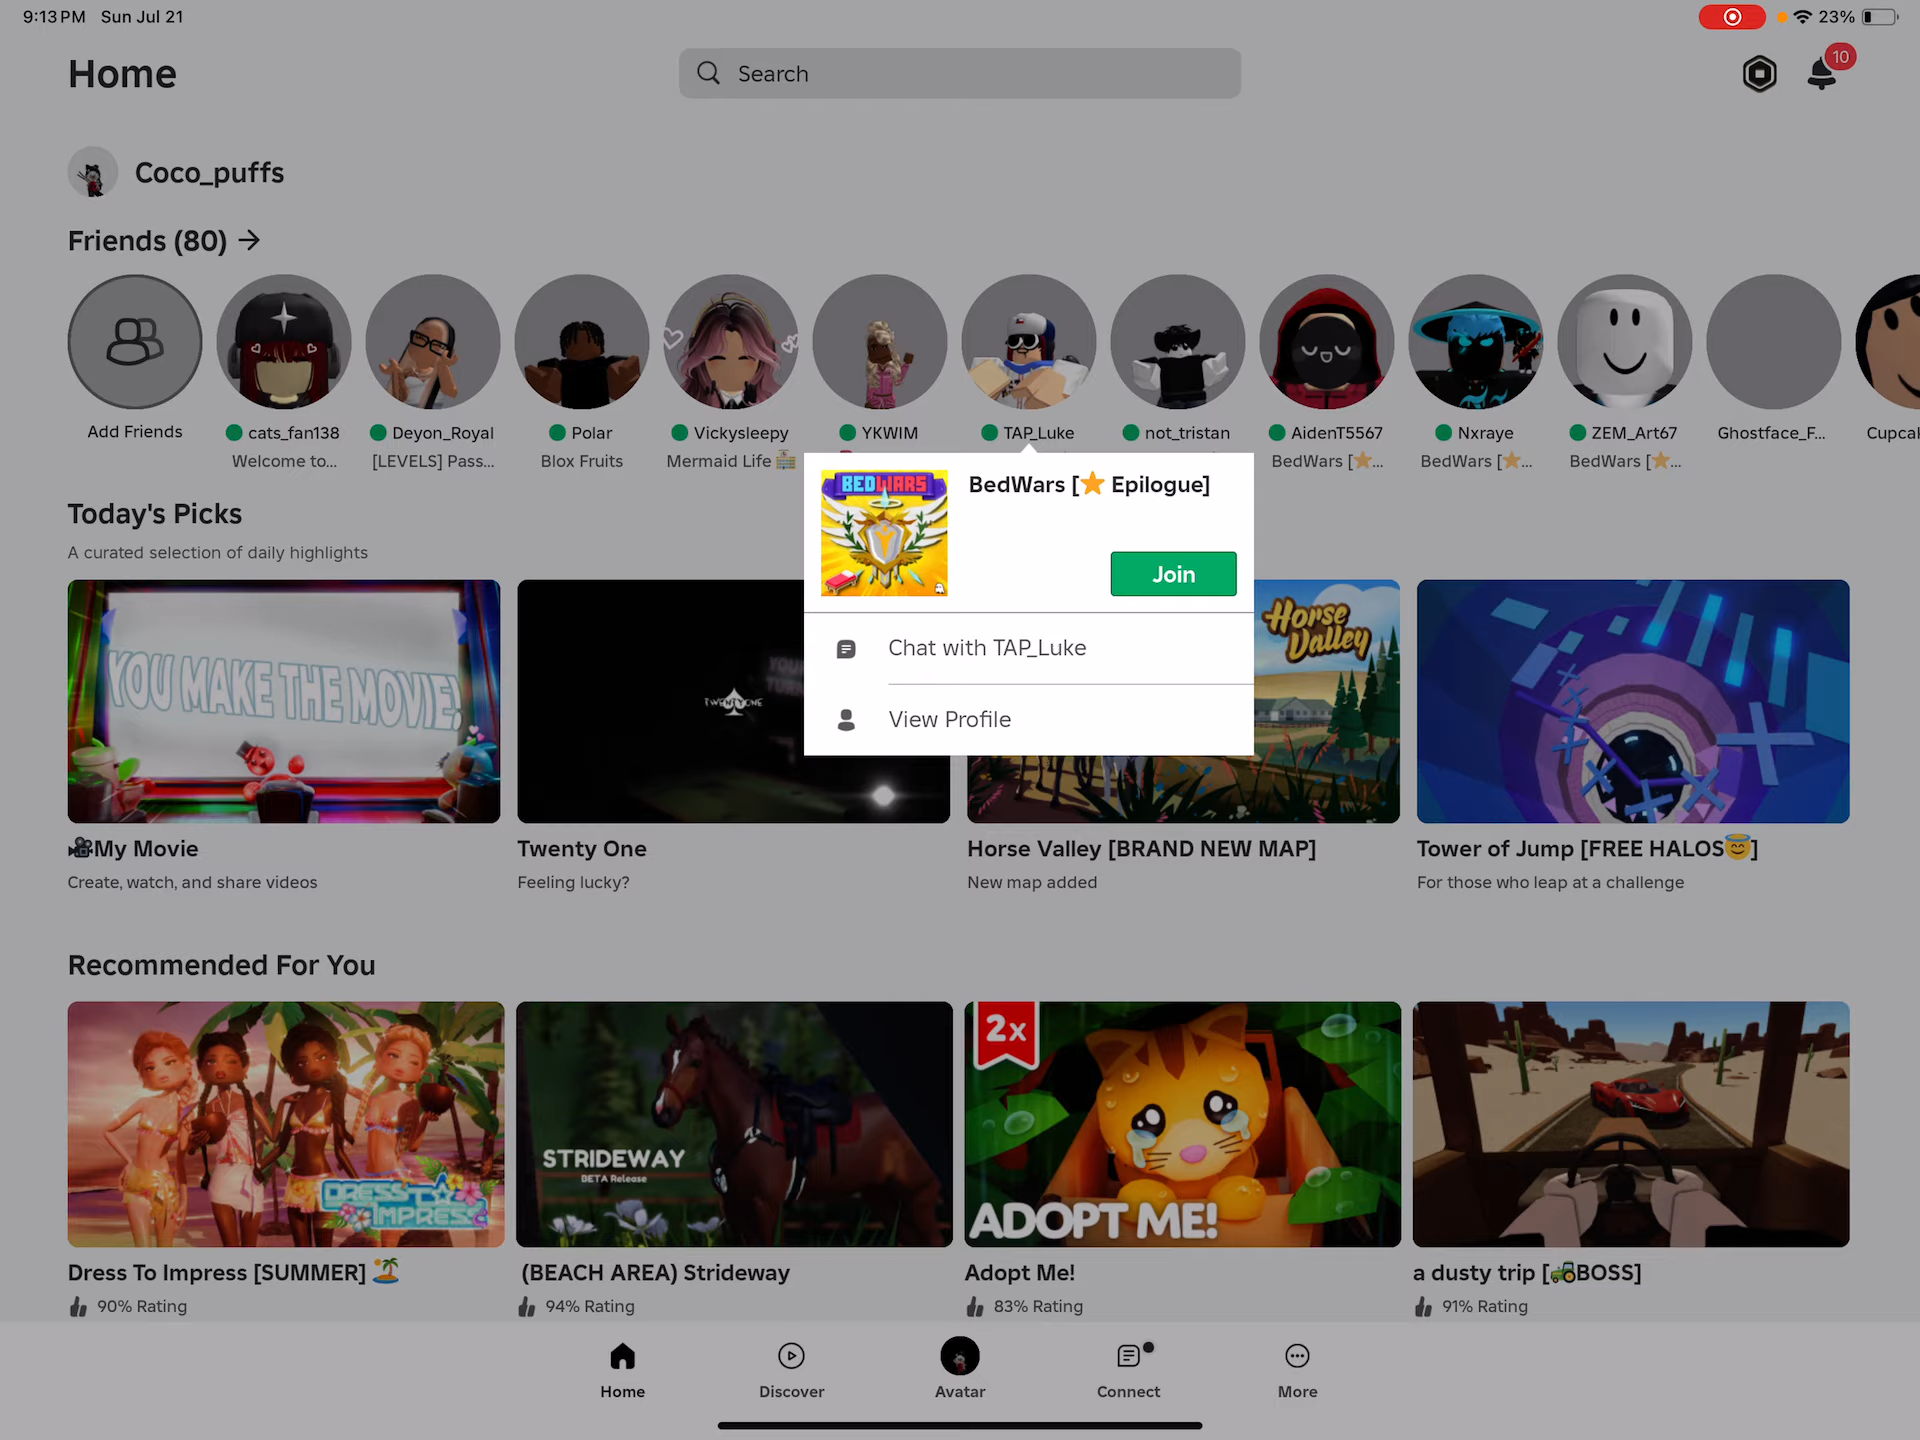 9:13 PM Sun Jul 21
23%
Home
Search
10
Coco_puffs
Friends (80) →
Add Friends
cats_fan138
Welcome to...
Deyon_Royal
[LEVELS] Pass...
Polar
Blox Fruits
Vickysleepy
Mermaid Life 🏨
YKWIM
TAP_Luke
not_tristan
AidenT5567
BedWars [⭐...
Nxraye
BedWars [⭐...
ZEM_Art67
BedWars [⭐...
Ghostface_F...
Cupca
BEDWARS
BedWars [⭐ Epilogue]
Join
Chat with TAP_Luke
View Profile
Today's Picks
A curated selection of daily highlights
YOU MAKE THE MOVIE!
TWENTY ONE
Horse
Valley
🎥My Movie
Create, watch, and share videos
Twenty One
Feeling lucky?
Horse Valley [BRAND NEW MAP]
New map added
Tower of Jump [FREE HALOS😇]
For those who leap at a challenge
Recommended For You
DRESS TO
IMPRESS
STRIDEWAY
BETA Release
2x
ADOPT ME!
Dress To Impress [SUMMER] 🏝️
90% Rating
(BEACH AREA) Strideway
94% Rating
Adopt Me!
83% Rating
a dusty trip [🚜BOSS]
91% Rating
Home
Discover
Avatar
Connect
More